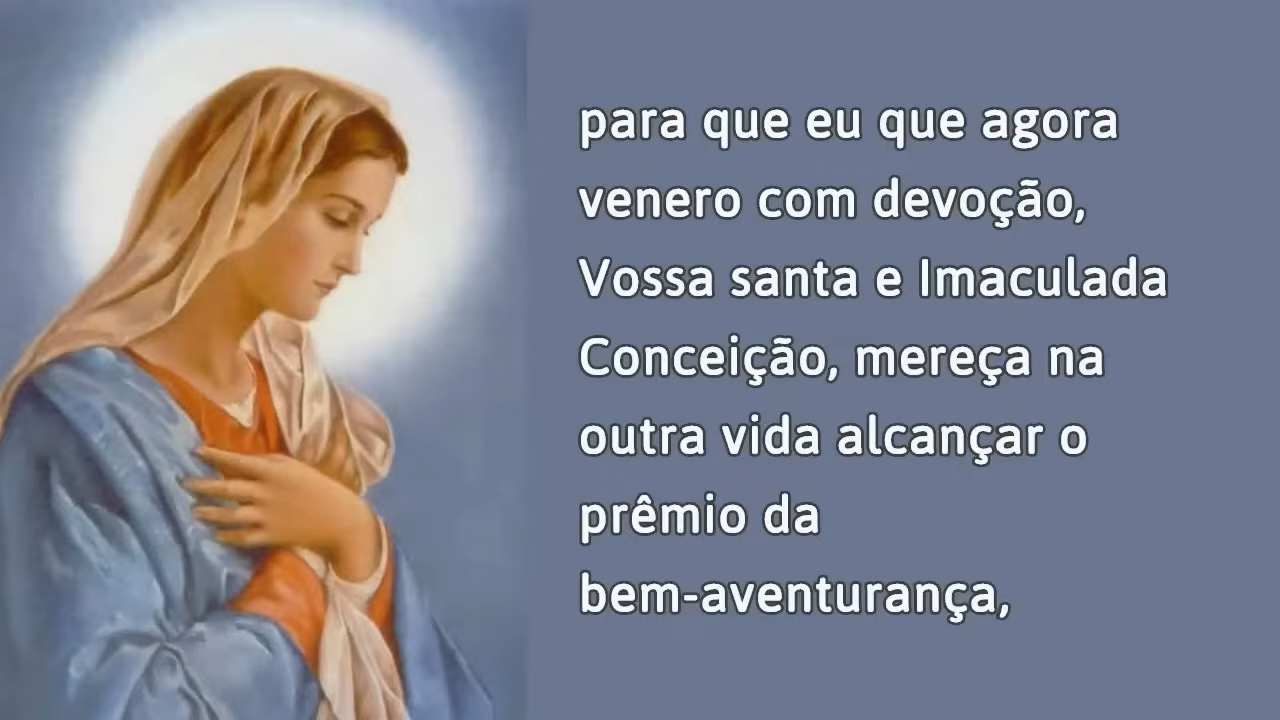 para que eu que agora
venero com devoção,
Vossa santa e Imaculada
Conceição, mereça na
outra vida alcançar o
prêmio da
bem-aventurança,